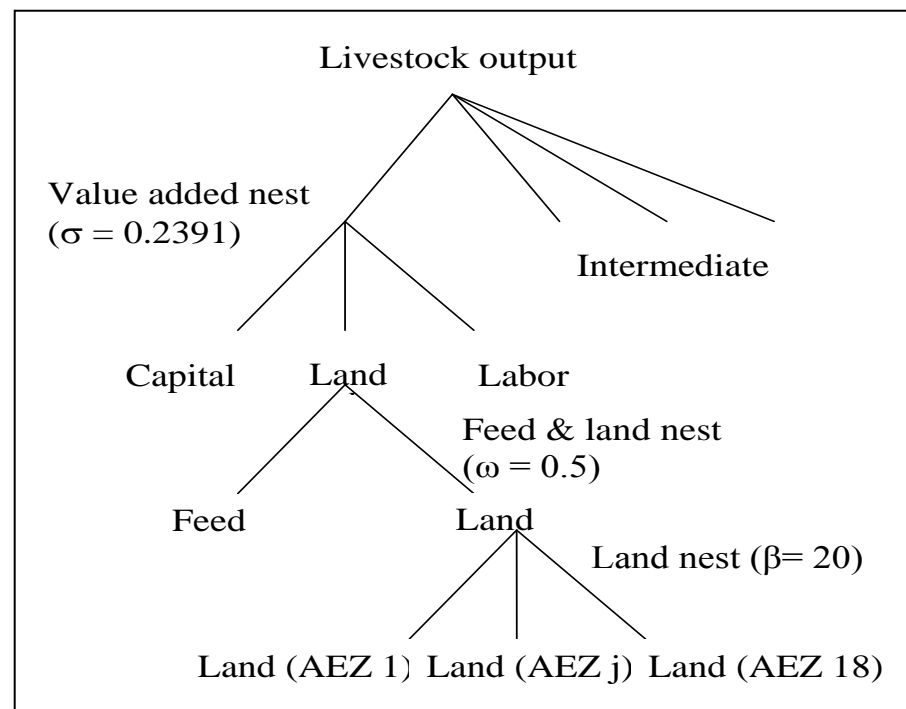 Livestock output
Value added nest
(σ = 0.2391)
Intermediate
Capital Land Labor
Feed & land nest
(ω = 0.5)
Feed Land
Land nest (β= 20)
Land (AEZ 1) Land (AEZ j) Land (AEZ 18)